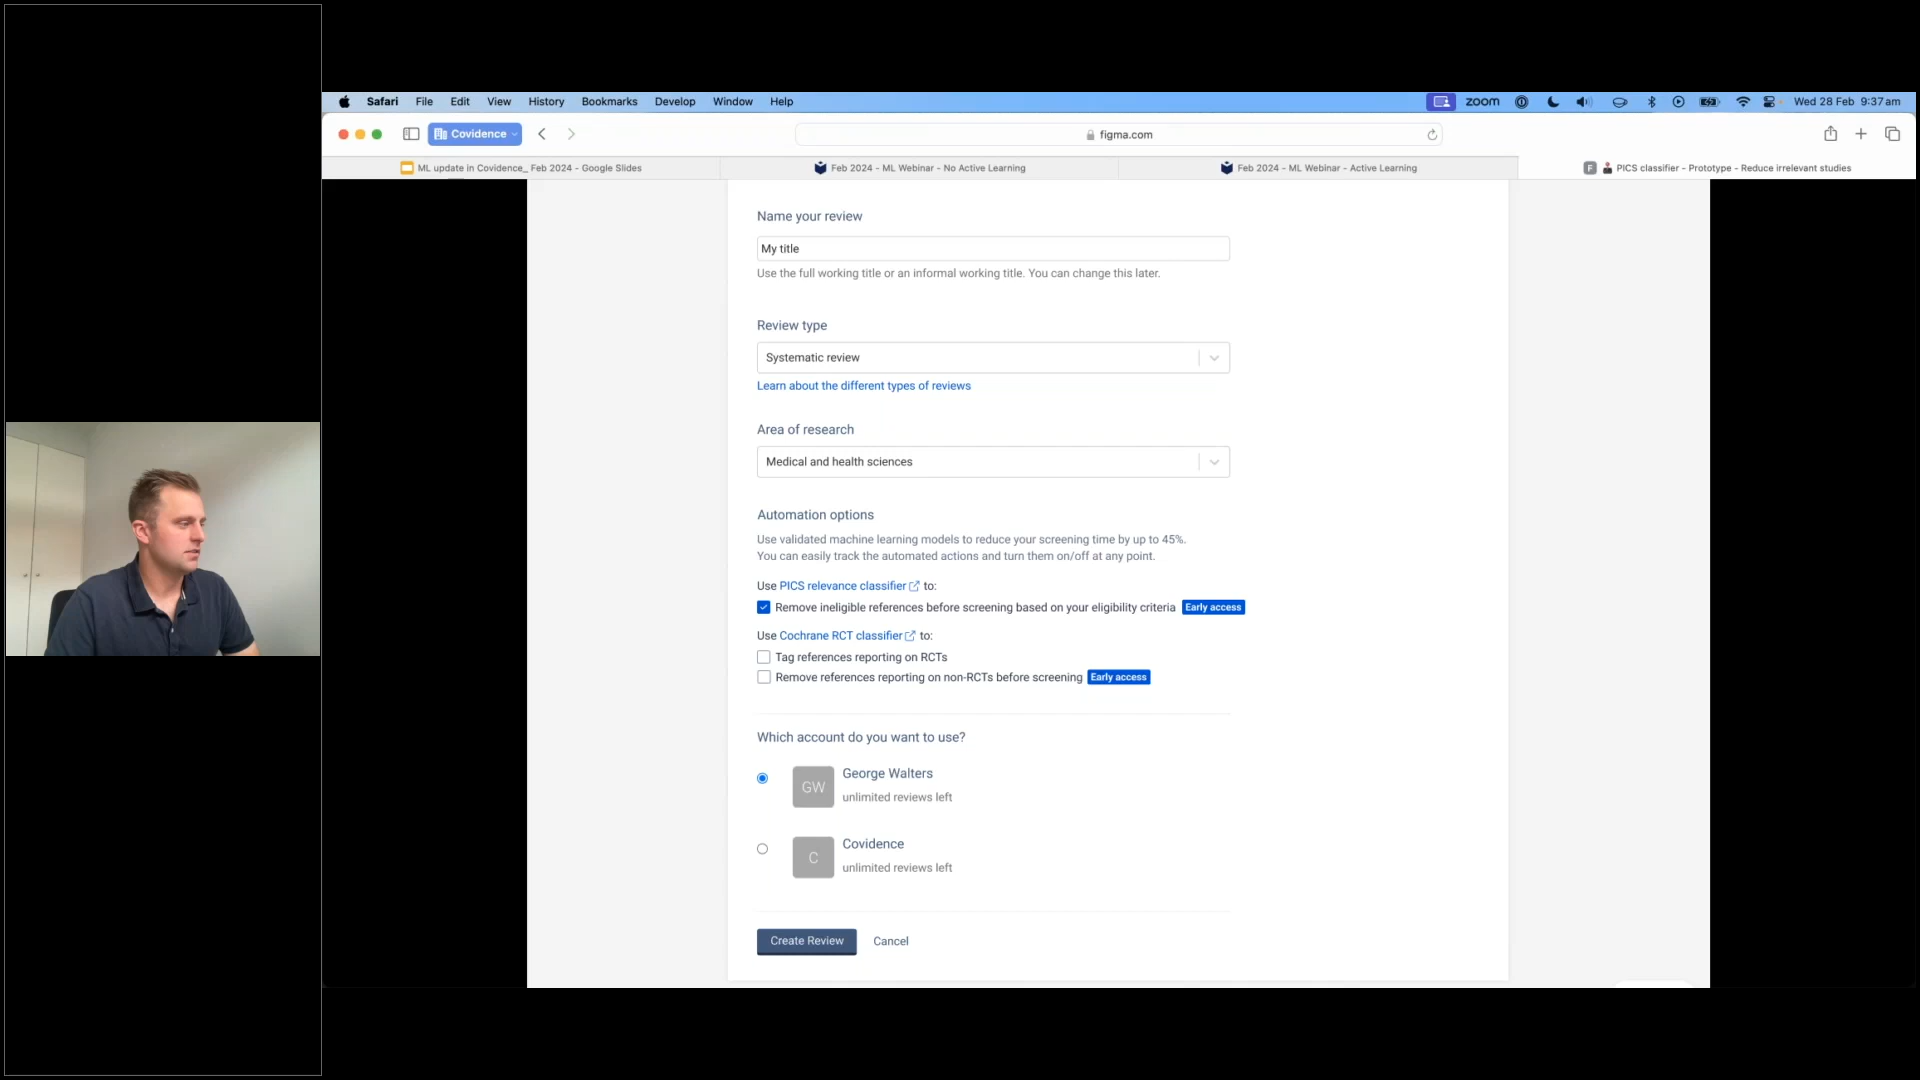 Safari File Edit View History Bookmarks Develop Window Help zoom Wed 28 Feb 9:37 am
Covidence figma.com
ML update in Covidence_ Feb 2024 - Google Slides Feb 2024 - ML Webinar - No Active Learning Feb 2024 - ML Webinar - Active Learning F PICS classifier - Prototype - Reduce irrelevant studies
Name your review
My title
Use the full working title or an informal working title. You can change this later.
Review type
Systematic review
Learn about the different types of reviews
Area of research
Medical and health sciences
Automation options
Use validated machine learning models to reduce your screening time by up to 45%.
You can easily track the automated actions and turn them on/off at any point.
Use PICS relevance classifier to:
Remove ineligible references before screening based on your eligibility criteria Early access
Use Cochrane RCT classifier to:
Tag references reporting on RCTs
Remove references reporting on non-RCTs before screening Early access
Which account do you want to use?
GW George Walters
unlimited reviews left
C Covidence
unlimited reviews left
Create Review Cancel